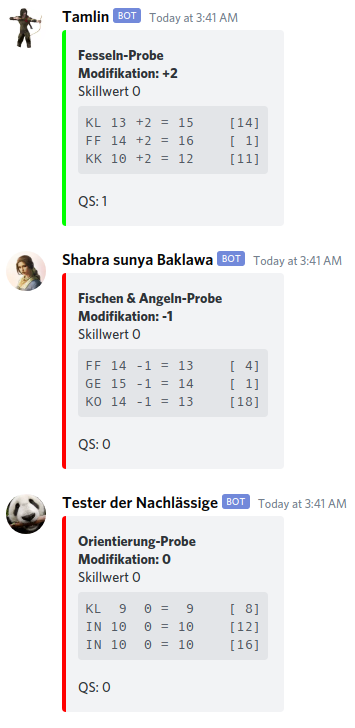 Tamlin BOT Today at 3:41 AM
Fesseln-Probe
Modifikation: +2
Skillwert 0
KL 13 +2 = 15 [14]
FF 14 +2 = 16 [ 1]
KK 10 +2 = 12 [11]
QS: 1
Shabra sunya Baklawa BOT Today at 3:41 AM
Fischen & Angeln-Probe
Modifikation: -1
Skillwert 0
FF 14 -1 = 13 [ 4]
GE 15 -1 = 14 [ 1]
KO 14 -1 = 13 [18]
QS: 0
Tester der Nachlässige BOT Today at 3:41 AM
Orientierung-Probe
Modifikation: 0
Skillwert 0
KL 9 0 = 9 [ 8]
IN 10 0 = 10 [12]
IN 10 0 = 10 [16]
QS: 0